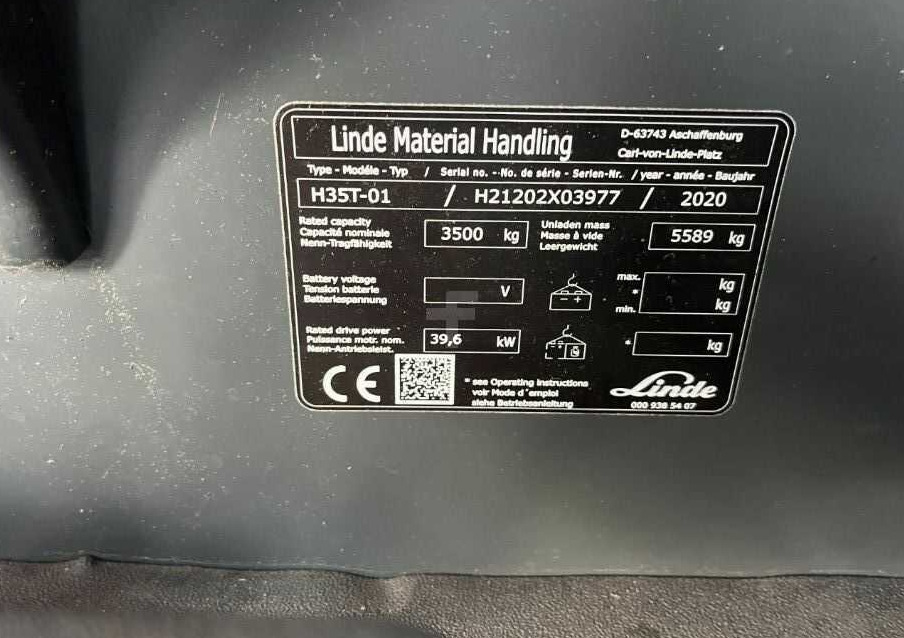 Linde Material Handling
D-63743 Aschaffenburg
Carl-von-Linde-Platz
Type - Modéle - Typ / Serial no. - No. de série - Serien-Nr. / year - année - Baujahr
H35T-01 / H21202X03977 / 2020
Rated capacity
Capacité nominale
Nenn-Tragfähigkeit
3500 kg
Unladen mass
Masse à vide
Leergewicht
5589 kg
Battery voltage
Tension batterie
Batteriespannung
V
max.
*
min.
kg
kg
Rated drive power
Puissance motr. nom.
Nenn-Antriebsleist.
39,6 kW
* kg
CE
* see Operating Instructions
voir Mode d'emploi
siehe Betriebsanleitung
Linde
000 938 54 07